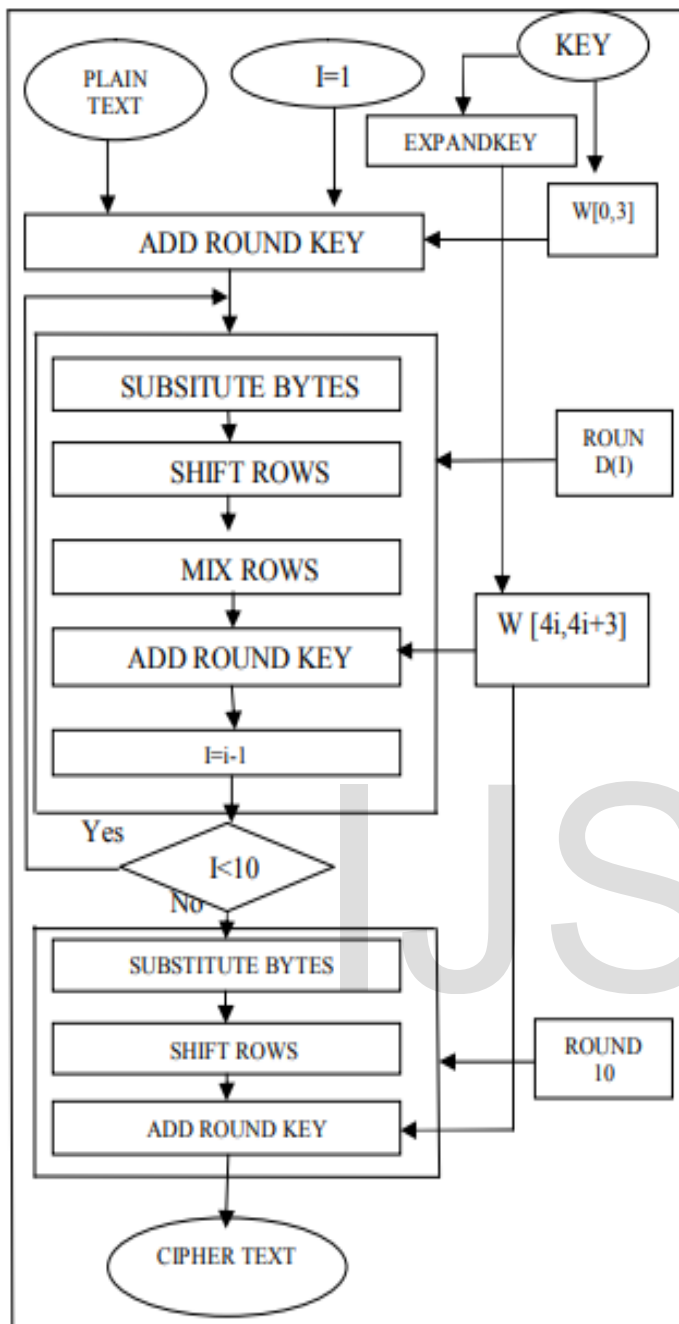 PLAIN
TEXT
I=1
KEY
EXPANDKEY
W[0,3]
ADD ROUND KEY
SUBSITUTE BYTES
SHIFT ROWS
ROUN
D(I)
MIX ROWS
W [4i,4i+3]
ADD ROUND KEY
I=i-1
Yes
I<10
No
SUBSTITUTE BYTES
SHIFT ROWS
ROUND
10
ADD ROUND KEY
CIPHER TEXT
IJS